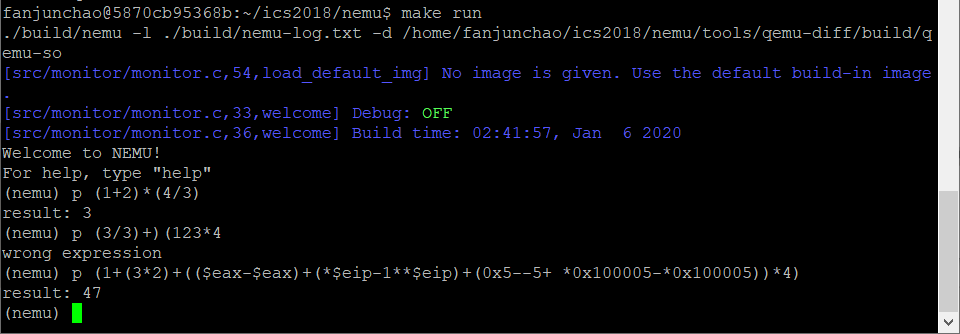 fanjunchao@5870cb95368b:~/ics2018/nemu$ make run
./build/nemu -l ./build/nemu-log.txt -d /home/fanjunchao/ics2018/nemu/tools/qemu-diff/build/q
emu-so
[src/monitor/monitor.c,54,load_default_img] No image is given. Use the default build-in image
.
[src/monitor/monitor.c,33,welcome] Debug: OFF
[src/monitor/monitor.c,36,welcome] Build time: 02:41:57, Jan  6 2020
Welcome to NEMU!
For help, type "help"
(nemu) p (1+2)*(4/3)
result: 3
(nemu) p (3/3)+)(123*4
wrong expression
(nemu) p (1+(3*2)+(($eax-$eax)+(*$eip-1**$eip)+(0x5--5+ *0x100005-*0x100005))*4)
result: 47
(nemu)